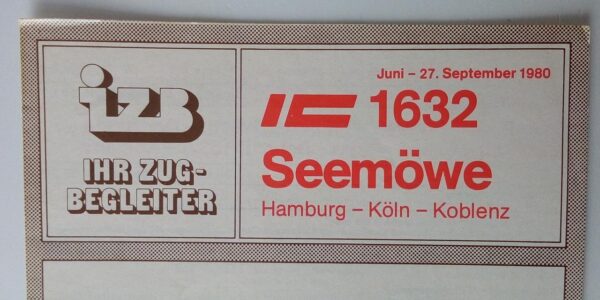 izb
IHR ZUG-
BEGLEITER
Juni – 27. September 1980
IC 1632
Seemöwe
Hamburg – Köln – Koblenz